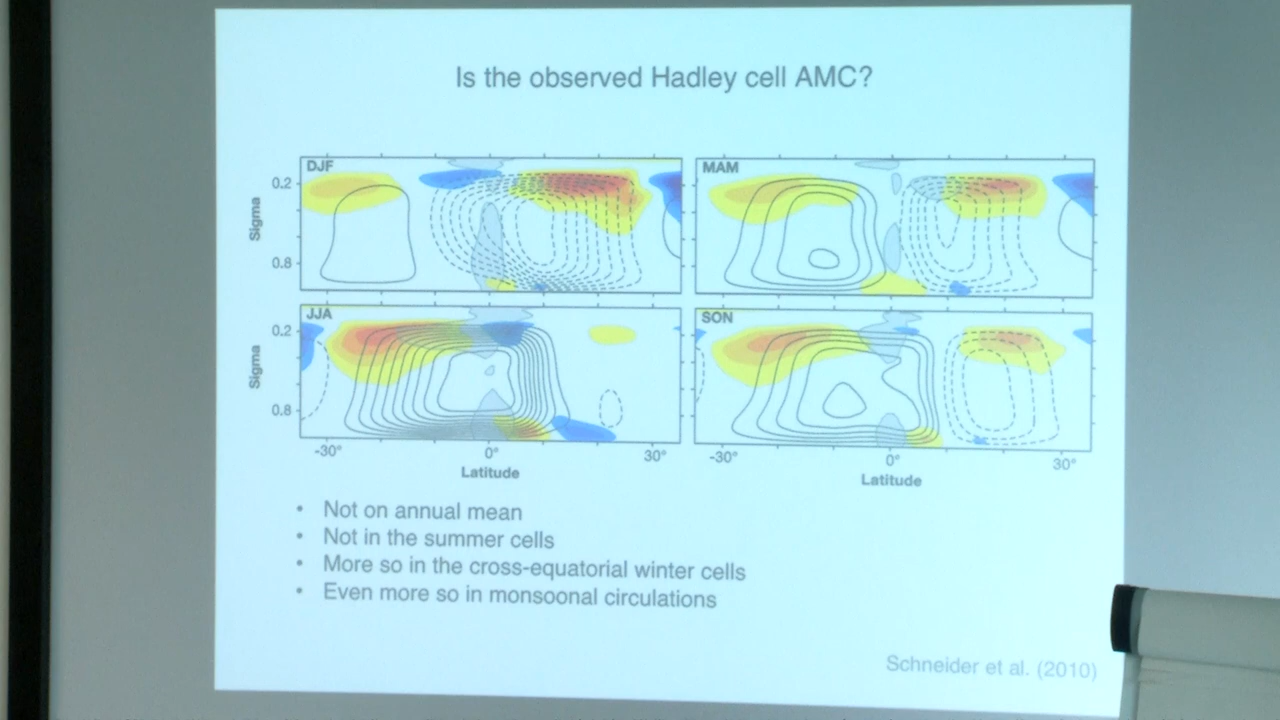 Is the observed Hadley cell AMC?
DJF
MAM
0.2
Sigma
0.8
JJA
SON
0.2
Sigma
0.8
-30° 0° 30° -30° 0° 30°
Latitude Latitude
• Not on annual mean
• Not in the summer cells
• More so in the cross-equatorial winter cells
• Even more so in monsoonal circulations
Schneider et al. (2010)